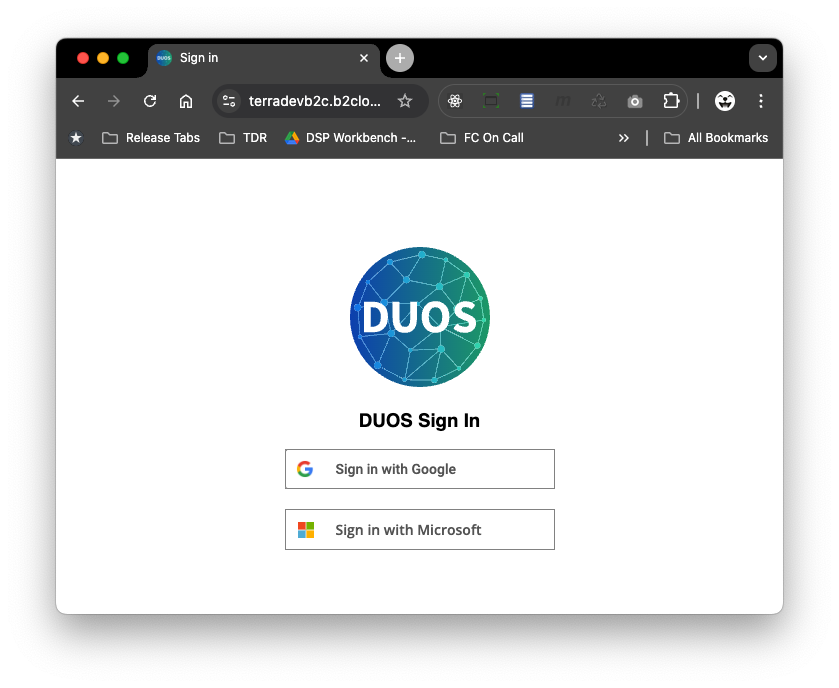 DUOS Sign in
terradevb2c.b2clo...
Release Tabs TDR DSP Workbench -... FC On Call All Bookmarks
DUOS
DUOS Sign In
Sign in with Google
Sign in with Microsoft